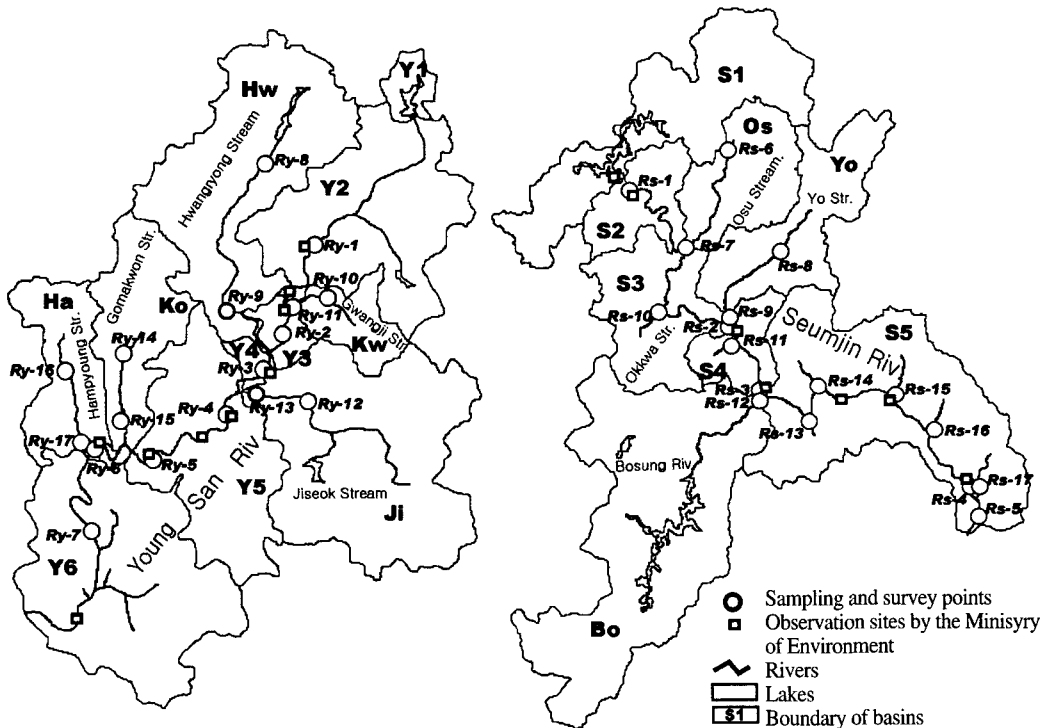 Hw
Y1
Hwangryong Stream
Ry-8
Y2
Ry-1
Gomakwon Str.
Ry-10
Ha
Ko
Ry-9
Ry-11
Gwangji Str.
Hampyoung Str.
Ry-14
Ry-2
Kw
Y4
Y3
Ry-16
Ry-3
Ry-4
Ry-13
Ry-12
Ry-15
Ry-17
Ry-6
Ry-5
Young San Riv
Y5
Jiseok Stream
Ji
Ry-7
Y6
S1
Os
Rs-6
Yo
Rs-1
Osu Stream.
Yo Str.
S2
Rs-7
Rs-8
S3
Rs-10
Rs-9
Rs-2
Seumjin Riv
S5
Okkwa Str.
Rs-11
S4
Rs-3
Rs-14
Rs-15
Rs-12
Rs-13
Rs-16
Bosung Riv.
Rs-17
Rs-4
Rs-5
Bo
Sampling and survey points
Observation sites by the Minisyry
of Environment
Rivers
Lakes
S1 Boundary of basins